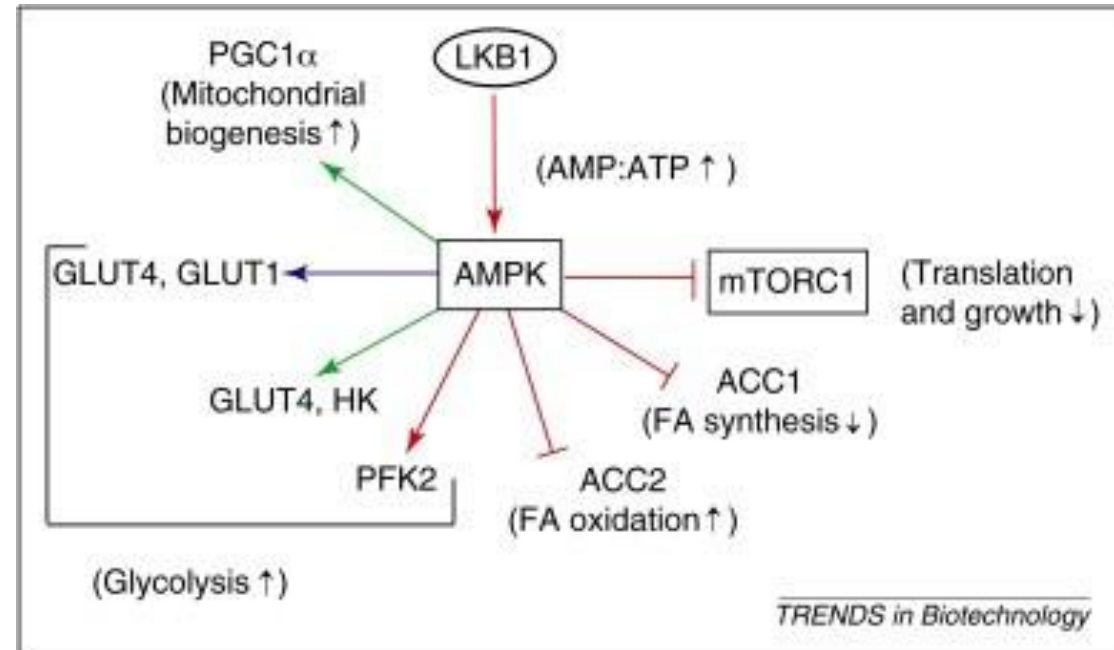 PGC1α
(Mitochondrial
biogenesis ↑)
LKB1
(AMP:ATP ↑ )
GLUT4, GLUT1
AMPK
mTORC1
(Translation
and growth ↓)
GLUT4, HK
ACC1
(FA synthesis ↓)
PFK2
ACC2
(FA oxidation ↑)
(Glycolysis ↑)
TRENDS in Biotechnology